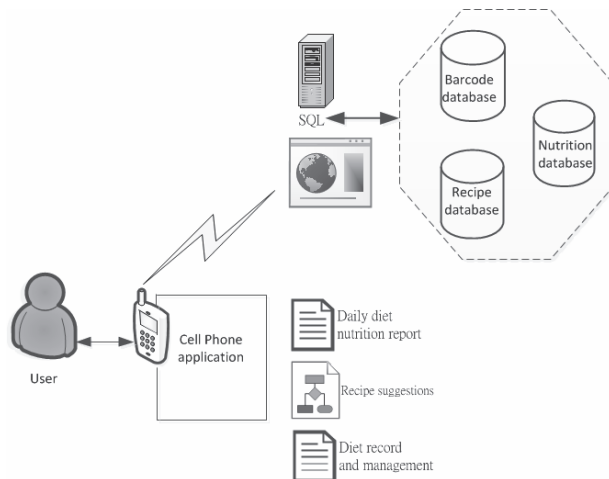 Barcode
database
SQL
Nutrition
database
Recipe
database
Cell Phone
application
User
Daily diet
nutrition report
Recipe suggestions
Diet record
and management